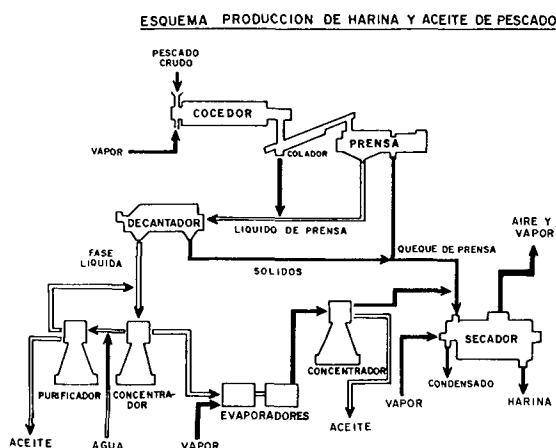 ESQUEMA PRODUCCION DE HARINA Y ACEITE DE PESCADO
PESCADO
CRUDO
COCEDOR
VAPOR
COLADOR
PRENSA
DECANTADOR
LIQUIDO DE PRENSA
AIRE Y
VAPOR
FASE
LIQUIDA
SOLIDOS
QUEQUE DE PRENSA
SECADOR
PURIFICADOR
CONCENTRA-
DOR
EVAPORADORES
CONCENTRADOR
CONDENSADO
HARINA
VAPOR
ACEITE
AGUA
VAPOR
ACEITE